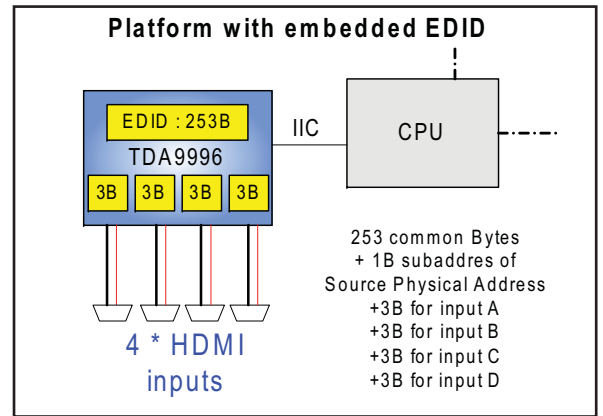 Platform with embedded EDID
EDID : 253B
TDA9996
3B 3B 3B 3B
IIC
CPU
4 * HDMI
inputs
253 common Bytes
+ 1B subaddres of
Source Physical Address
+3B for input A
+3B for input B
+3B for input C
+3B for input D